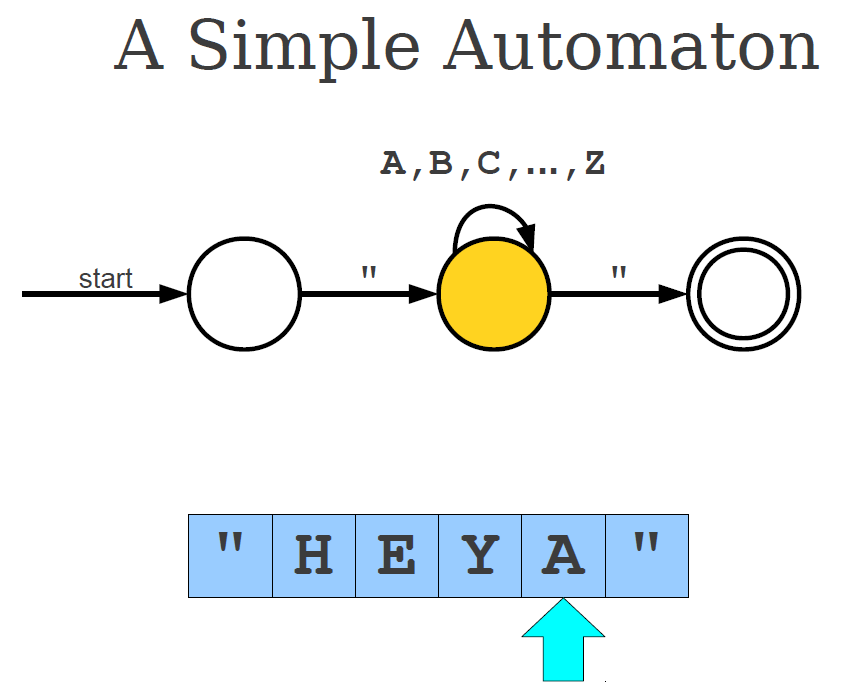 A Simple Automaton
A,B,C,…,Z
start " "
" H E Y A "